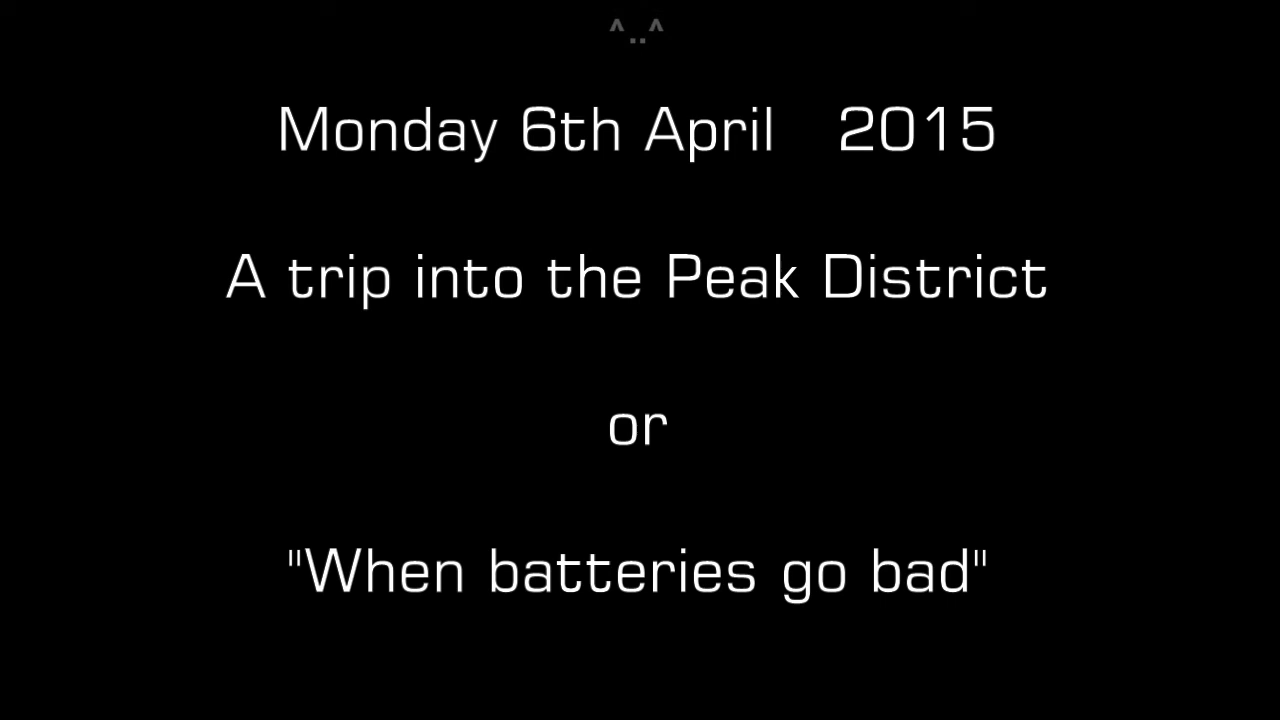 ^..^
Monday 6th April 2015
A trip into the Peak District
or
"When batteries go bad"